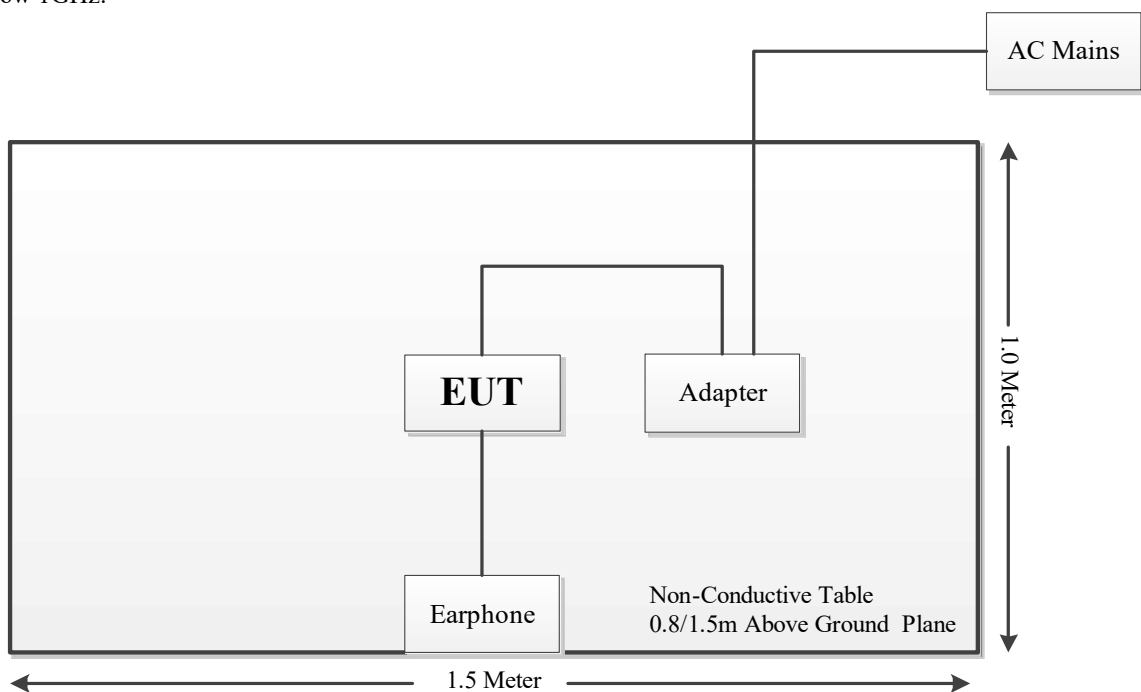 1GHz.
AC Mains
EUT
Adapter
1.0 Meter
Earphone
Non-Conductive Table
0.8/1.5m Above Ground Plane
1.5 Meter